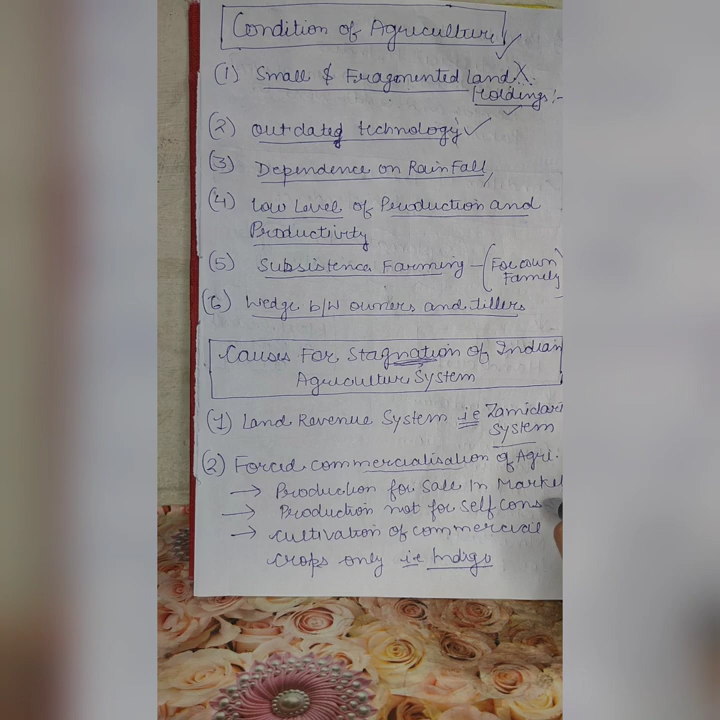 Condition of Agriculture
(1) Small & Fragmented Land
Holdings:-
(2) Outdated technology
(3) Dependence on RainFall
(4) Low Level of Production and
Productivity
(5) Subsistence Farming - (For own
Family)
(6) Wedge b/w owners and tillers
Causes For Stagnation of Indian
Agriculture System
(1) Land Revenue System i.e Zamidari
System
(2) Forced commercialisation of Agri.
→ Production for Sale In Market
→ Production not for Self Cons
→ Cultivation of commercial
crops only i.e Indigo